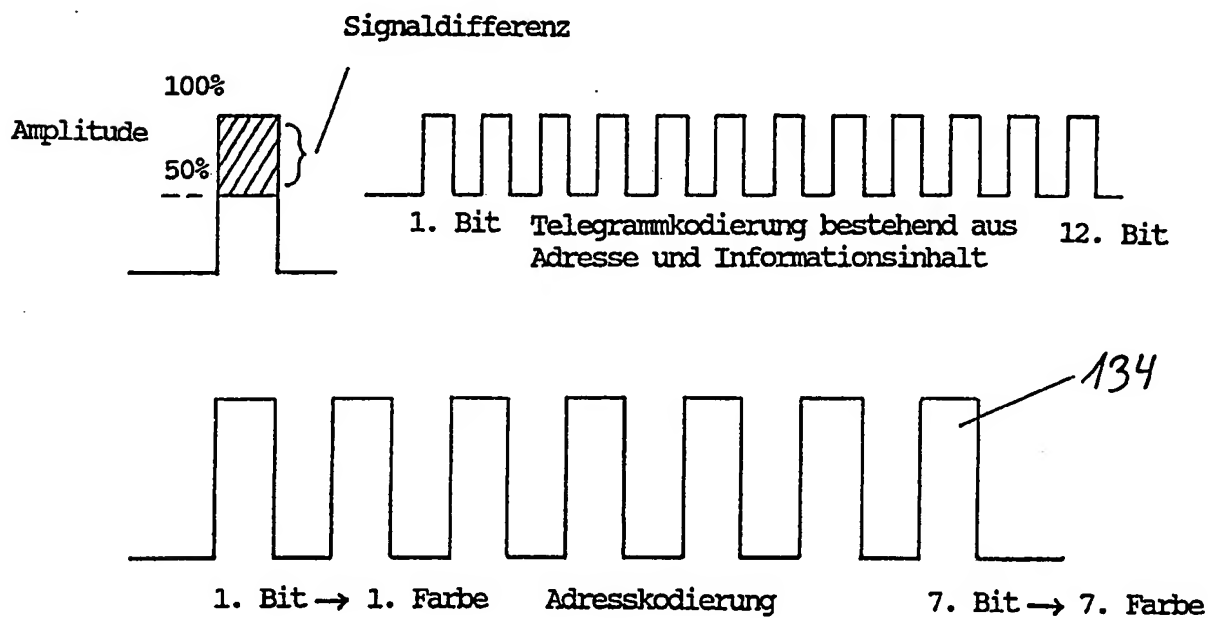 Signaldifferenz
100%
Amplitude
50%
1. Bit
Telegrammkodierung bestehend aus
Adresse und Informationsinhalt
12. Bit
134
1. Bit → 1. Farbe
Adresskodierung
7. Bit → 7. Farbe